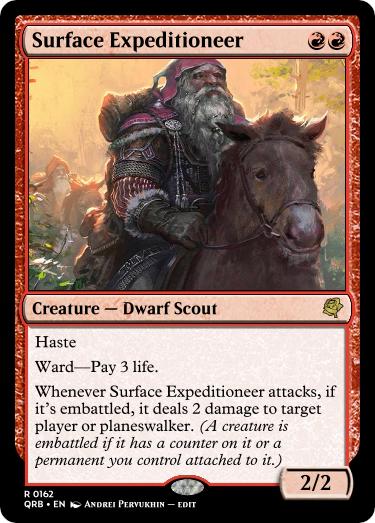 Surface Expeditioneer
Creature — Dwarf Scout
Haste
Ward—Pay 3 life.
Whenever Surface Expeditioneer attacks, if
it's embattled, it deals 2 damage to target
player or planeswalker. (A creature is
embattled if it has a counter on it or a
permanent you control attached to it.)
2/2
R 0162
QRB • EN Andrei Pervukhin — edit